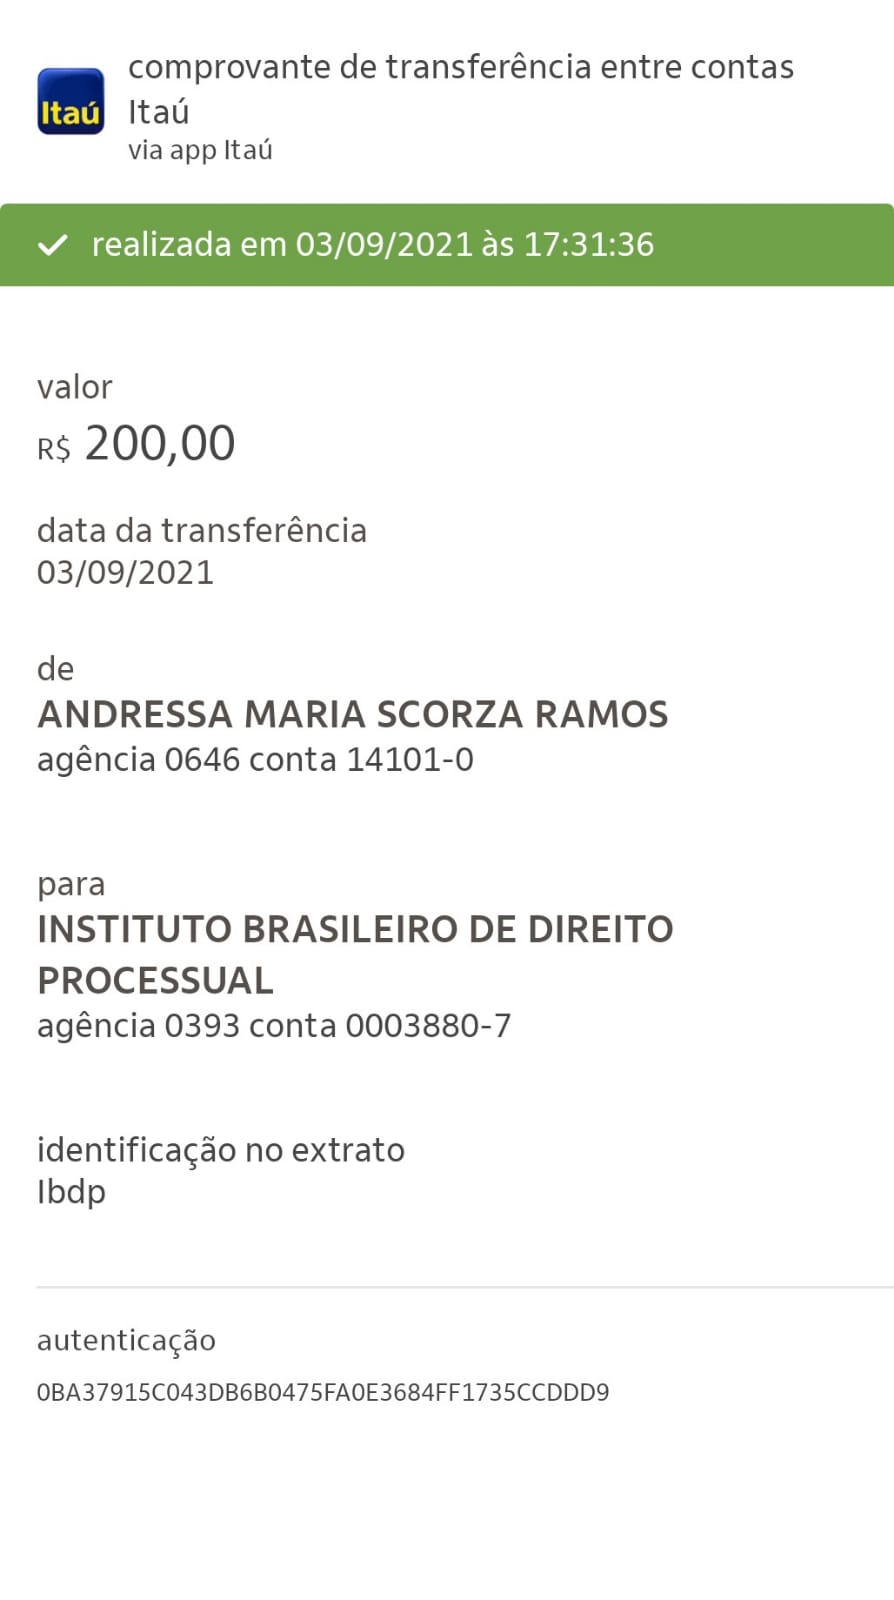 comprovante de transferência entre contas
Itaú
Itaú
via app Itaú
realizada em 03/09/2021 às 17:31:36
valor
R$ 200,00
data da transferência
03/09/2021
de
ANDRESSA MARIA SCORZA RAMOS
agência 0646 conta 14101-0
para
INSTITUTO BRASILEIRO DE DIREITO
PROCESSUAL
agência 0393 conta 0003880-7
identificação no extrato
Ibdp
autenticação
0BA37915C043DB6B0475FA0E3684FF1735CCDDD9